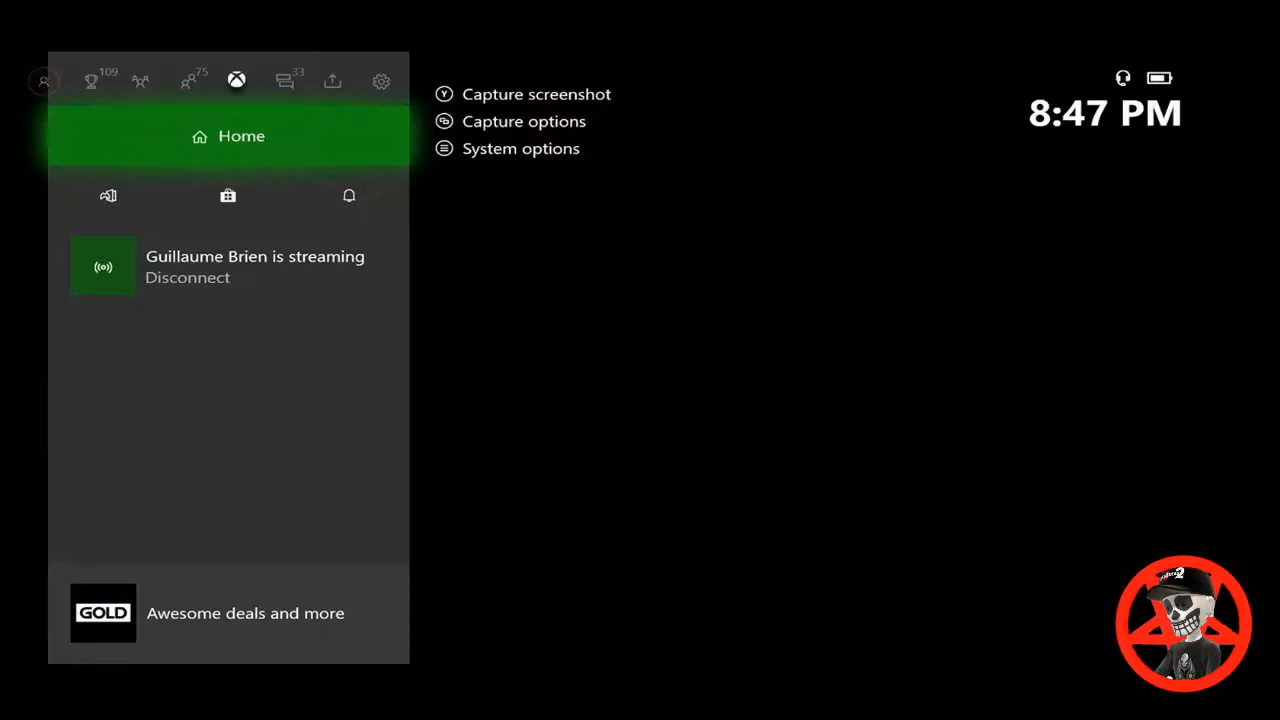 109
75
33
Home
Guillaume Brien is streaming
Disconnect
GOLD
Awesome deals and more
Y Capture screenshot
Capture options
System options
8:47 PM